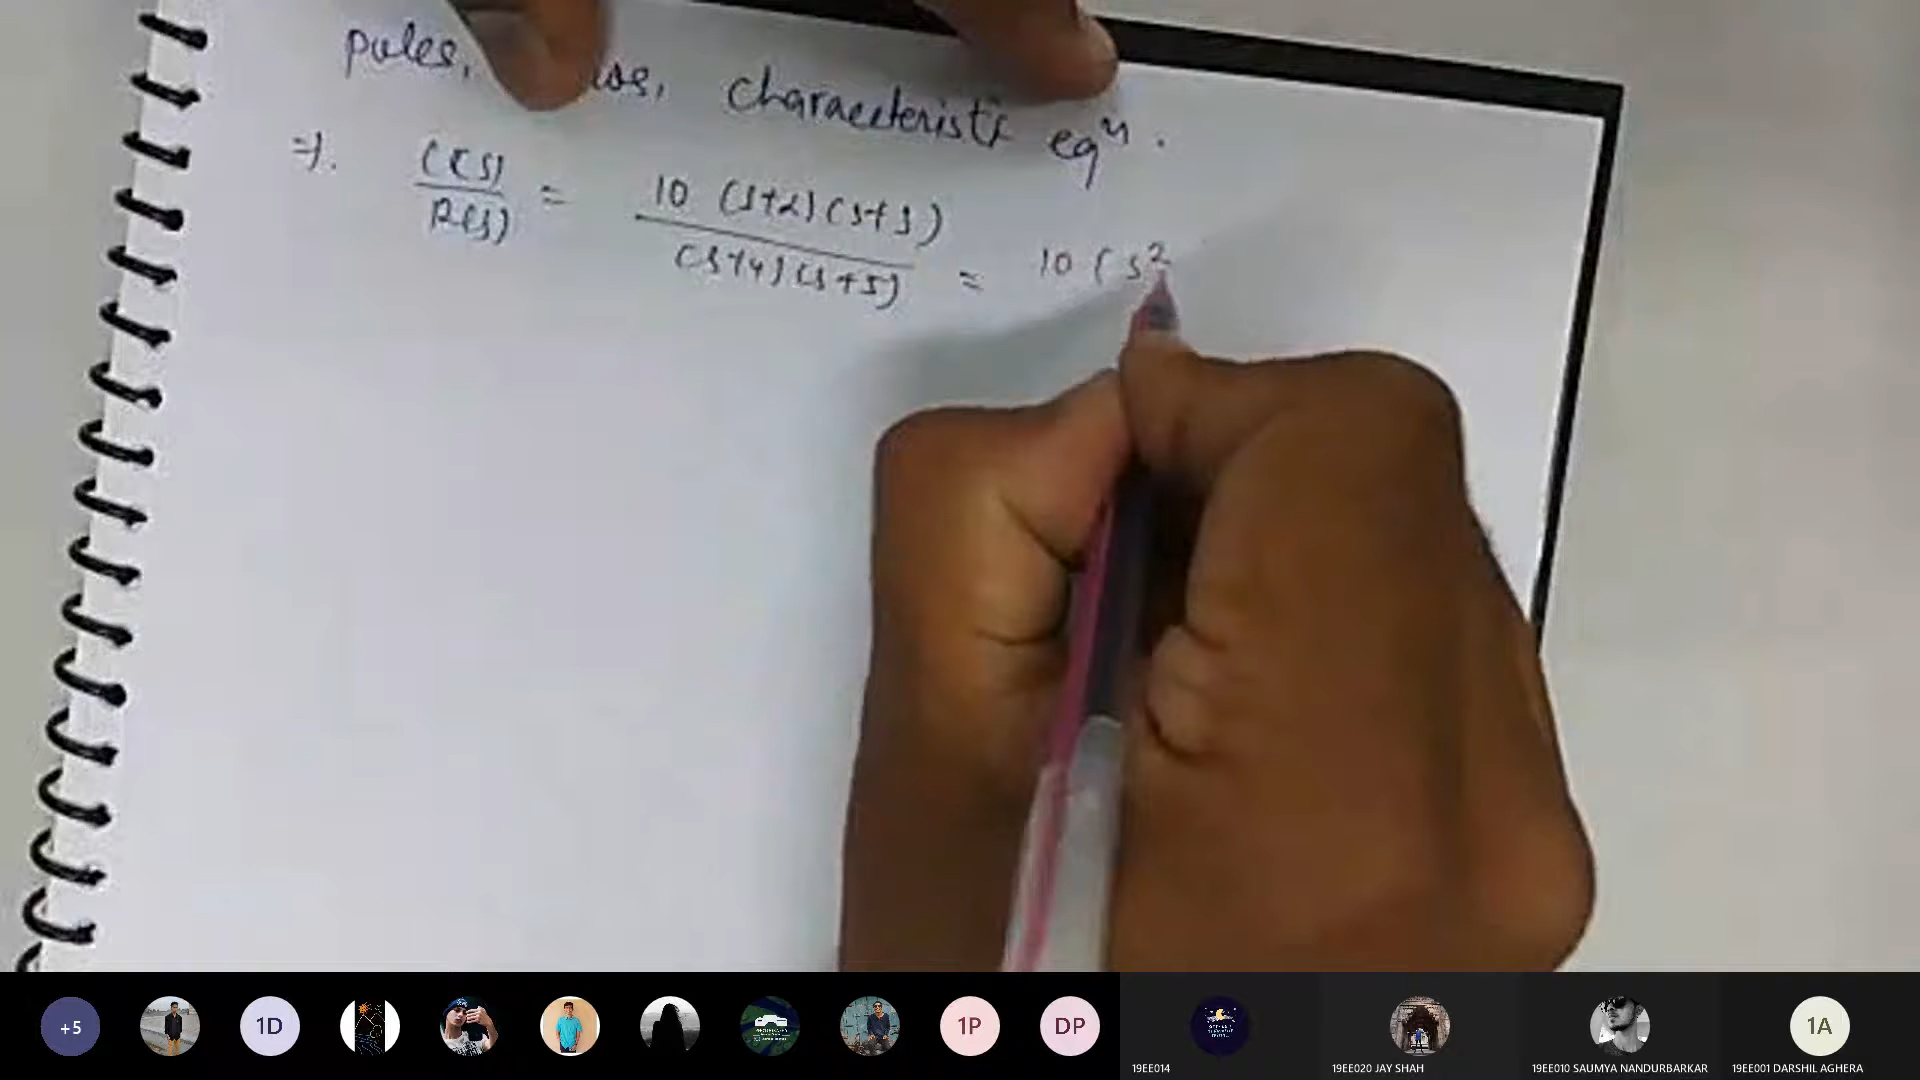 poles, characteristic eqⁿ.
=). C(S) / R(S) = 10 (s+2)(s+3) / (s+4)(s+5) = 10 (s²
+5
1D
1P
DP
1A
19EE014
19EE020 JAY SHAH
19EE010 SAUMYA NANDURBARKAR
19EE001 DARSHIL AGHERA